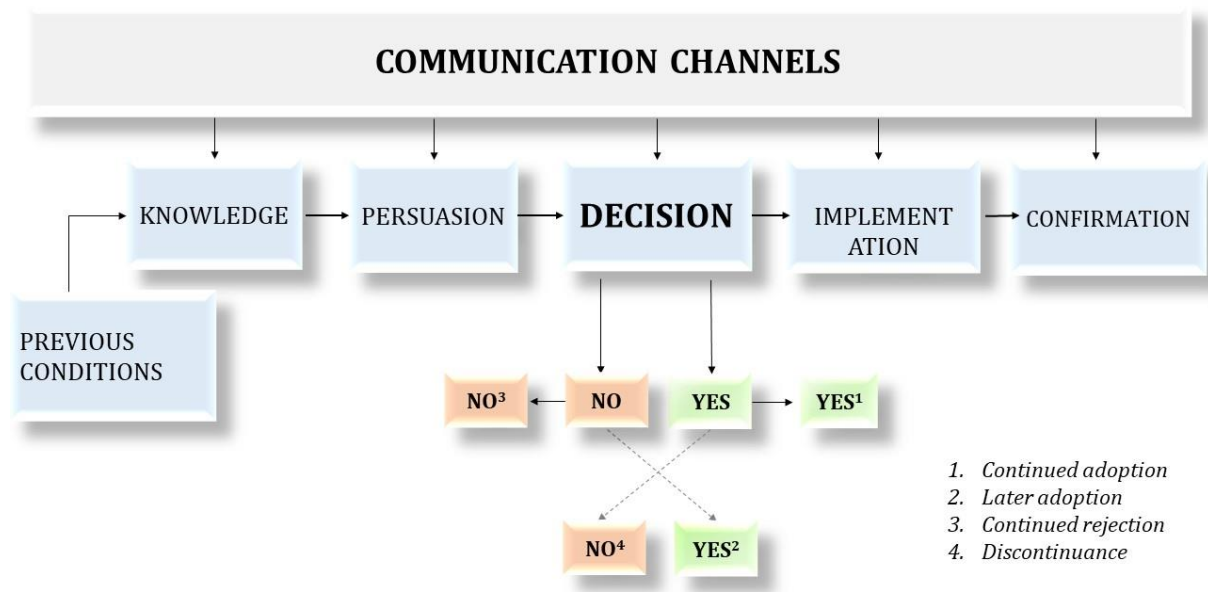 COMMUNICATION CHANNELS
KNOWLEDGE
PERSUASION
DECISION
IMPLEMENT
ATION
CONFIRMATION
PREVIOUS
CONDITIONS
NO³
NO
YES
YES¹
NO⁴
YES²
1. Continued adoption
2. Later adoption
3. Continued rejection
4. Discontinuance